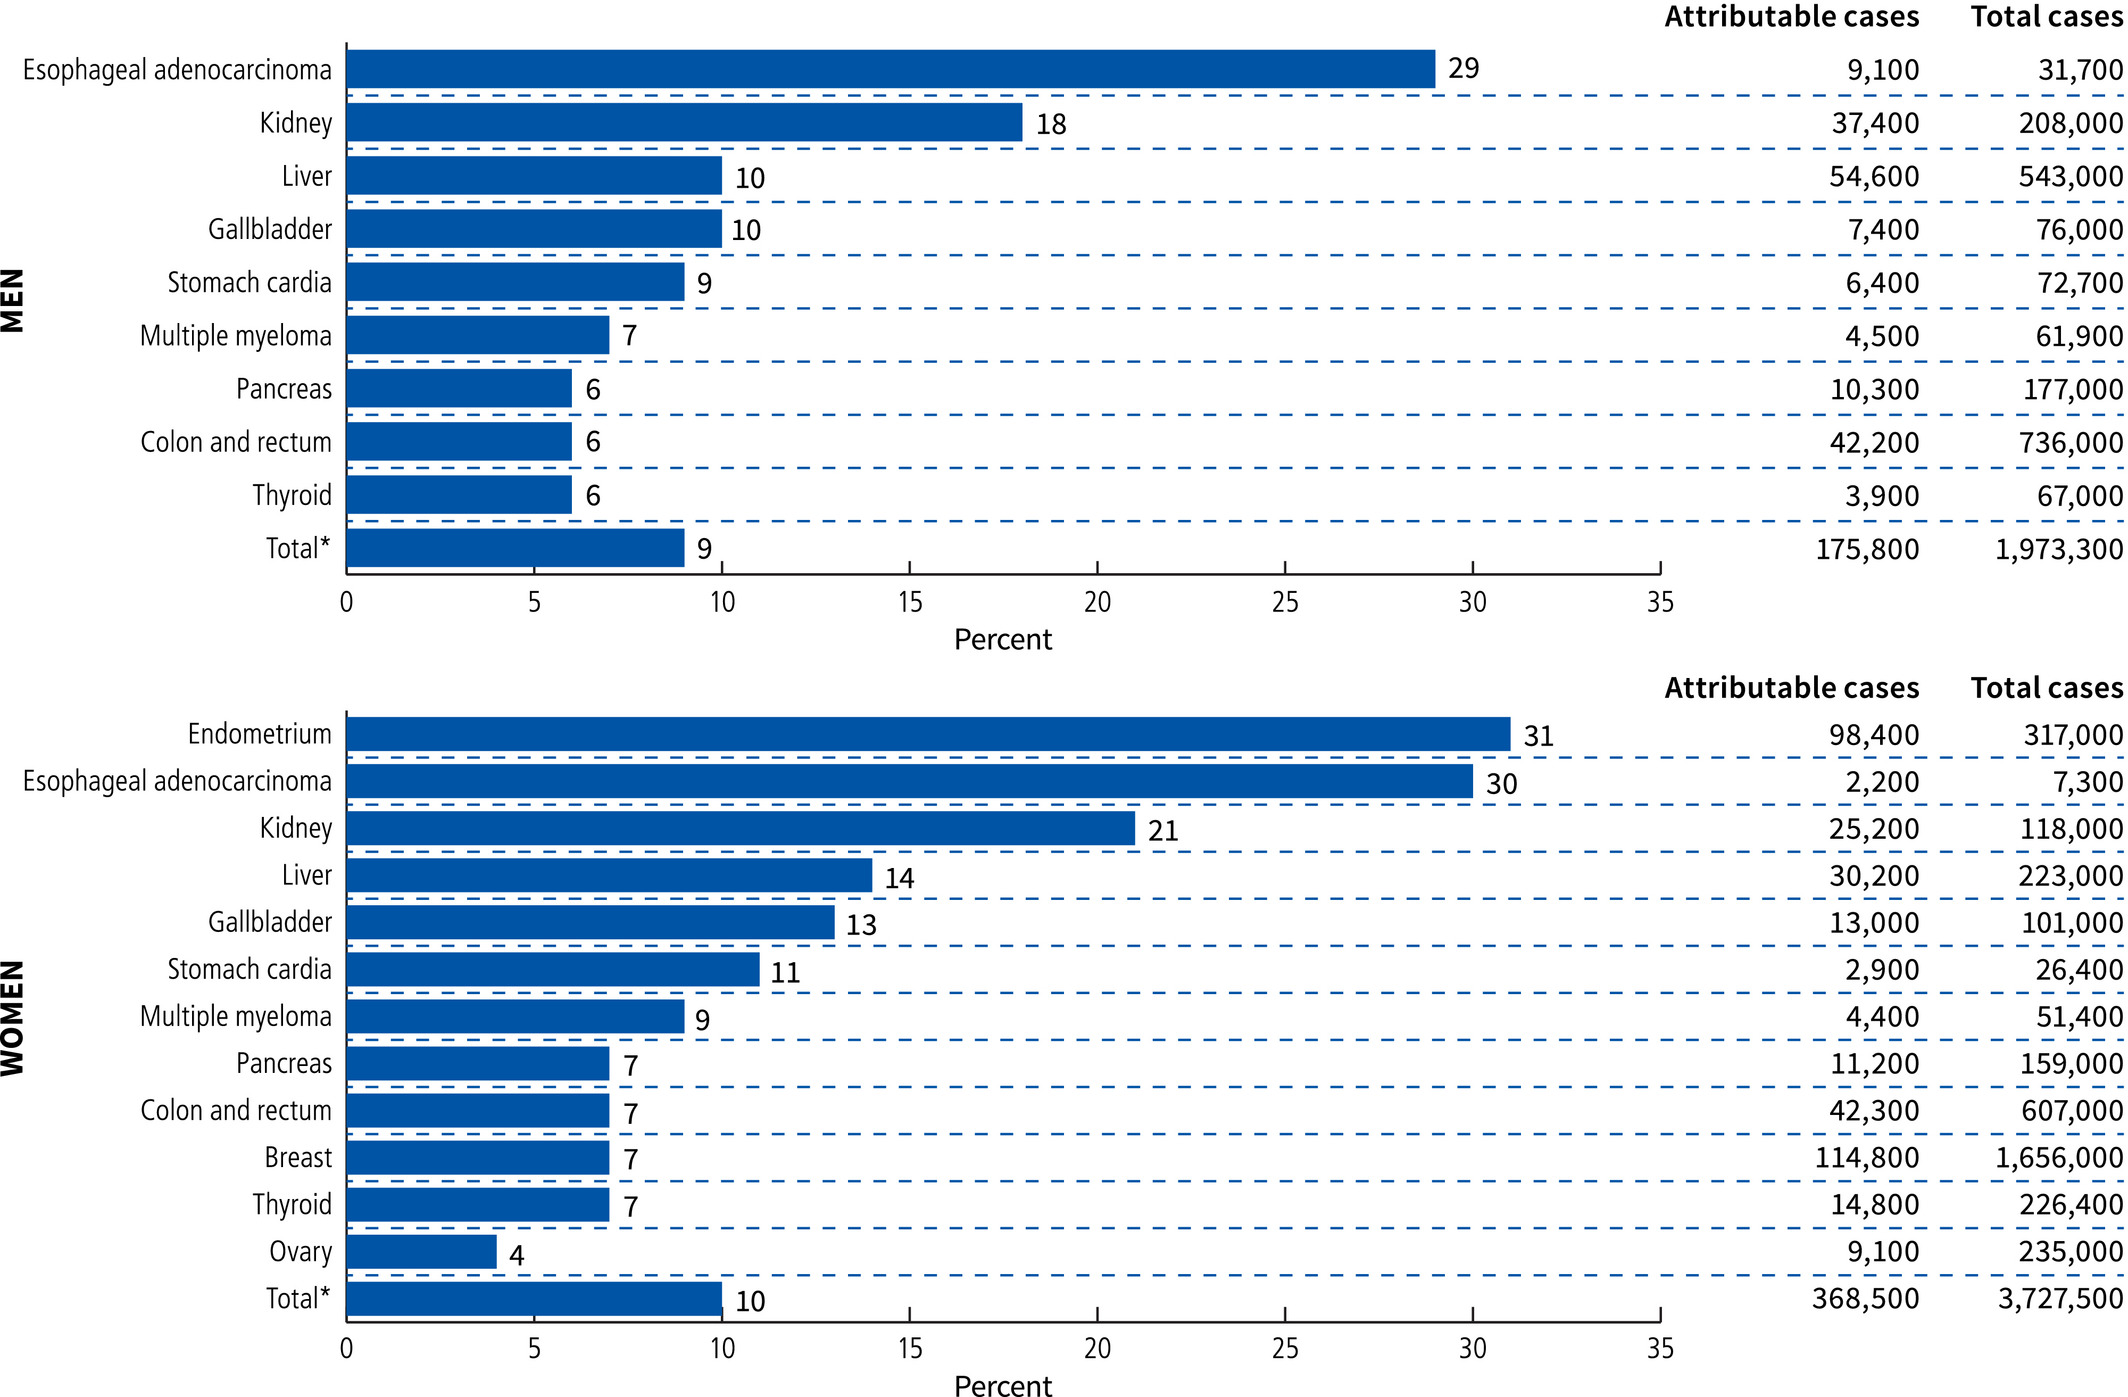 Attributable cases Total cases
MEN
Esophageal adenocarcinoma 29 9,100 31,700
Kidney 18 37,400 208,000
Liver 10 54,600 543,000
Gallbladder 10 7,400 76,000
Stomach cardia 9 6,400 72,700
Multiple myeloma 7 4,500 61,900
Pancreas 6 10,300 177,000
Colon and rectum 6 42,200 736,000
Thyroid 6 3,900 67,000
Total* 9 175,800 1,973,300
0 5 10 15 20 25 30 35
Percent
Attributable cases Total cases
WOMEN
Endometrium 31 98,400 317,000
Esophageal adenocarcinoma 30 2,200 7,300
Kidney 21 25,200 118,000
Liver 14 30,200 223,000
Gallbladder 13 13,000 101,000
Stomach cardia 11 2,900 26,400
Multiple myeloma 9 4,400 51,400
Pancreas 7 11,200 159,000
Colon and rectum 7 42,300 607,000
Breast 7 114,800 1,656,000
Thyroid 7 14,800 226,400
Ovary 4 9,100 235,000
Total* 10 368,500 3,727,500
0 5 10 15 20 25 30 35
Percent